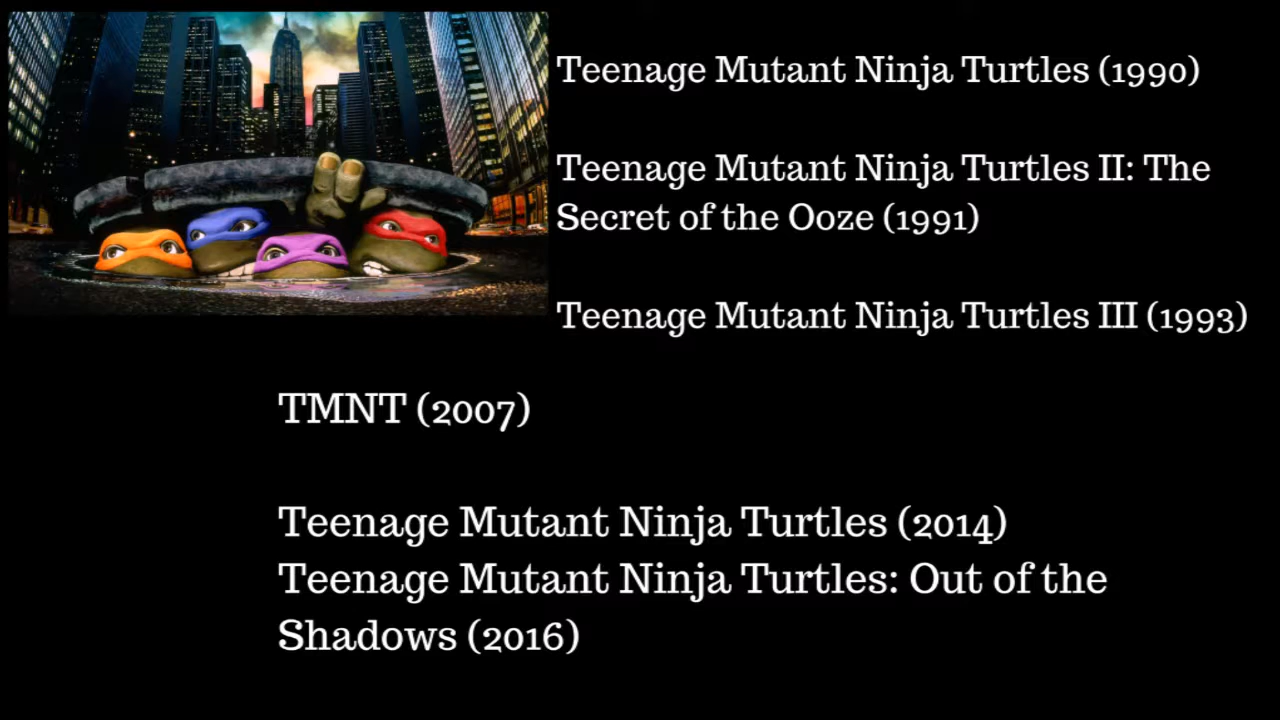 Teenage Mutant Ninja Turtles (1990)
Teenage Mutant Ninja Turtles II: The
Secret of the Ooze (1991)
Teenage Mutant Ninja Turtles III (1993)
TMNT (2007)
Teenage Mutant Ninja Turtles (2014)
Teenage Mutant Ninja Turtles: Out of the
Shadows (2016)